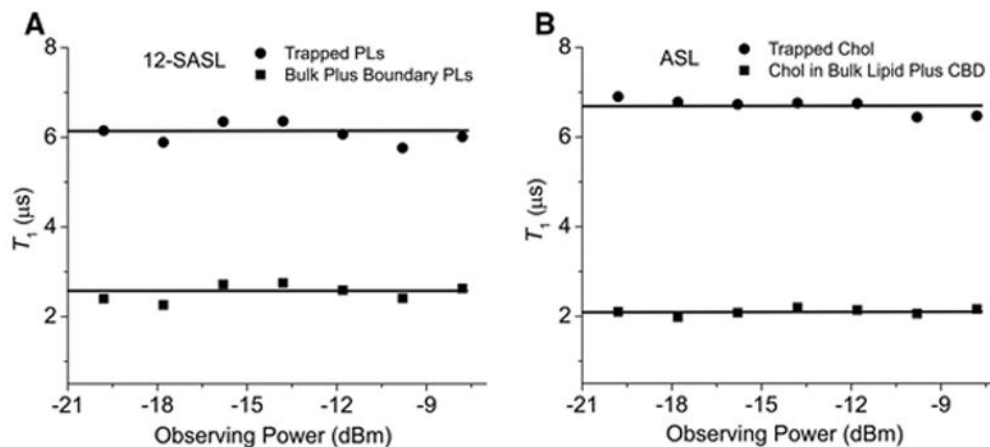 A
12-SASL
Trapped PLs
Bulk Plus Boundary PLs
8
6
4
2
T1 (μs)
-21 -18 -15 -12 -9
Observing Power (dBm)
B
ASL
Trapped Chol
Chol in Bulk Lipid Plus CBD
8
6
4
2
T1 (μs)
-21 -18 -15 -12 -9
Observing Power (dBm)